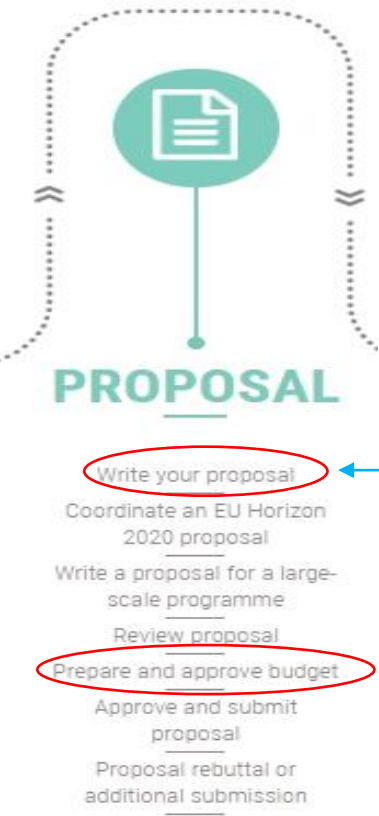 PROPOSAL
Write your proposal
Coordinate an EU Horizon
2020 proposal
Write a proposal for a large-
scale programme
Review proposal
Prepare and approve budget
Approve and submit
proposal
Proposal rebuttal or
additional submission